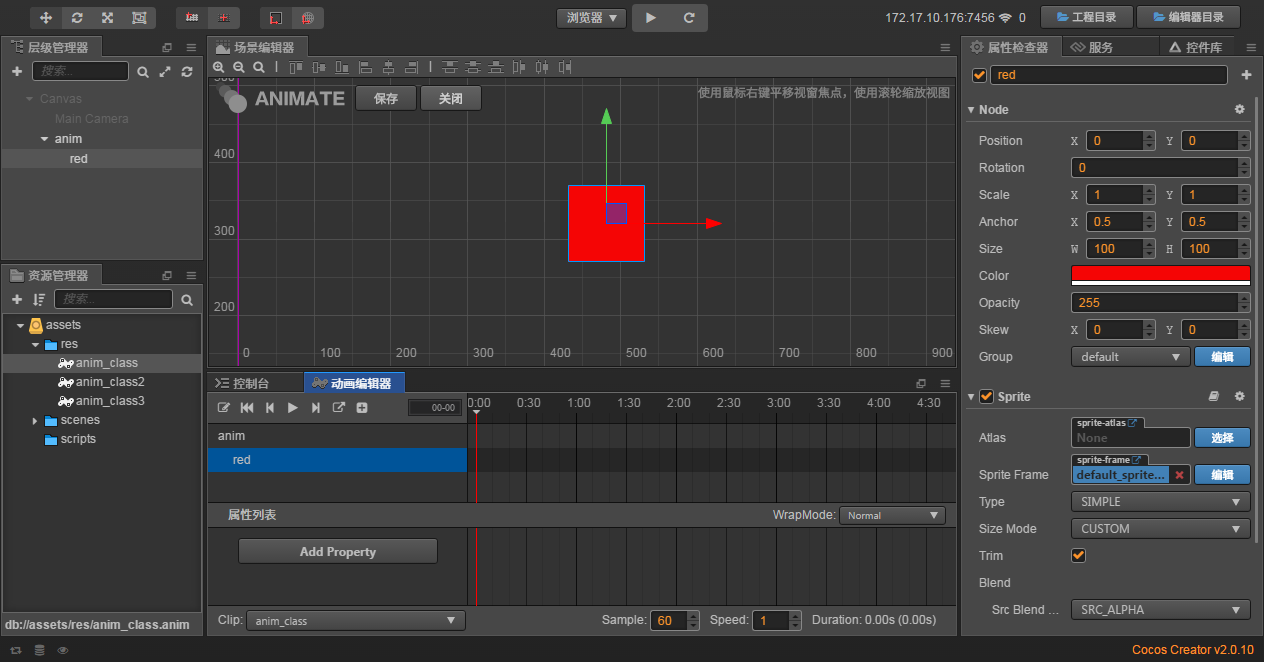 浏览器
172.17.10.176:7456 0
工程目录
编辑器目录
层级管理器
搜索...
Canvas
Main Camera
anim
red
资源管理器
搜索...
assets
res
anim_class
anim_class2
anim_class3
scenes
scripts
db://assets/res/anim_class.anim
场景编辑器
ANIMATE
保存
关闭
使用鼠标右键平移视窗焦点，使用滚轮缩放视图
500
400
300
200
0 100 200 300 400 500 600 700 800 900
控制台
动画编辑器
00-00
0:00 0:30 1:00 1:30 2:00 2:30 3:00 3:30 4:00 4:30
anim
red
属性列表
WrapMode: Normal
Add Property
Clip: anim_class
Sample: 60 Speed: 1 Duration: 0.00s (0.00s)
属性检查器
服务
控件库
red
Node
Position X 0 Y 0
Rotation 0
Scale X 1 Y 1
Anchor X 0.5 Y 0.5
Size W 100 H 100
Color
Opacity 255
Skew X 0 Y 0
Group default 编辑
Sprite
sprite-atlas
Atlas None 选择
sprite-frame
Sprite Frame default_sprite... 编辑
Type SIMPLE
Size Mode CUSTOM
Trim
Blend
Src Blend ... SRC_ALPHA
Cocos Creator v2.0.10